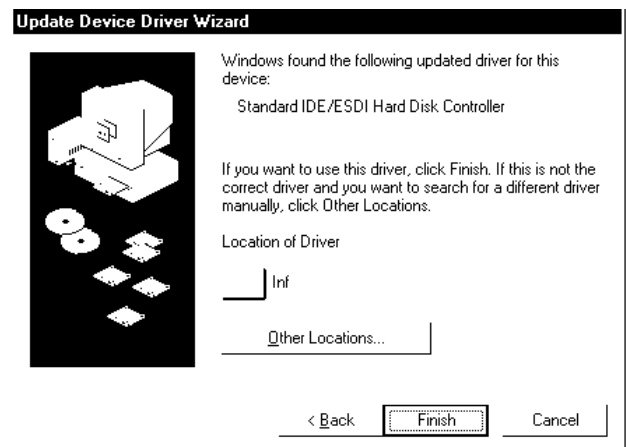 Update Device Driver Wizard
Windows found the following updated driver for this
device:
Standard IDE/ESDI Hard Disk Controller
If you want to use this driver, click Finish. If this is not the
correct driver and you want to search for a different driver
manually, click Other Locations.
Location of Driver
Inf
Other Locations...
< Back Finish Cancel